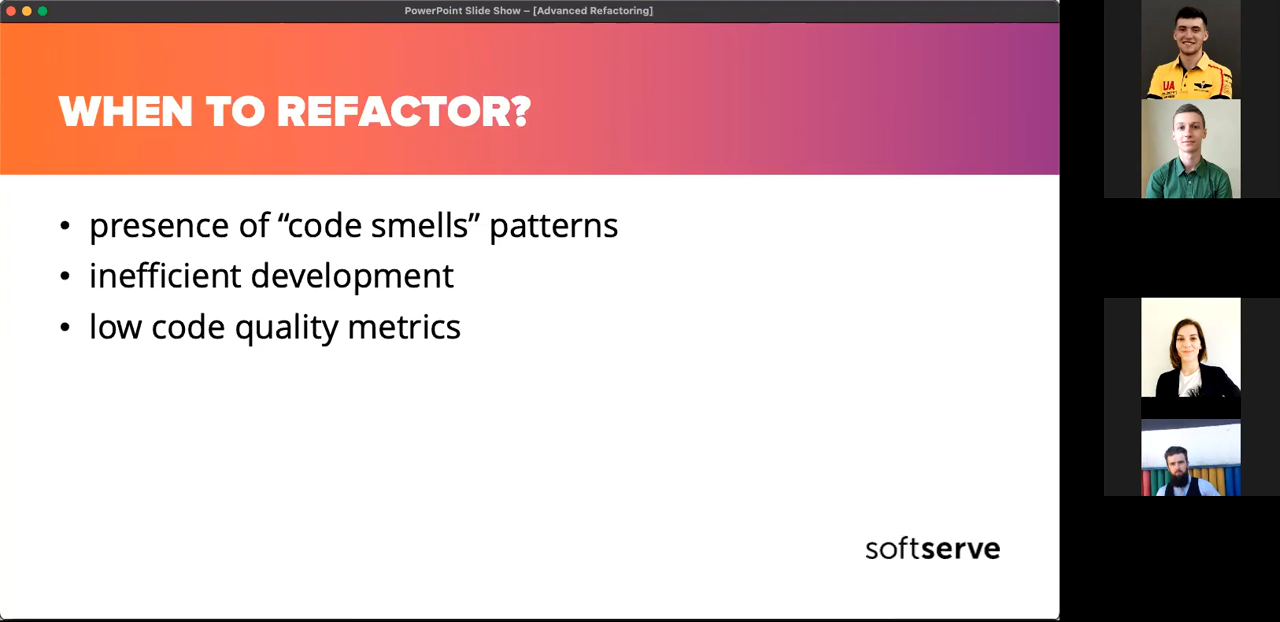 PowerPoint Slide Show – [Advanced Refactoring]
WHEN TO REFACTOR?
• presence of “code smells” patterns
• inefficient development
• low code quality metrics
softserve
UA